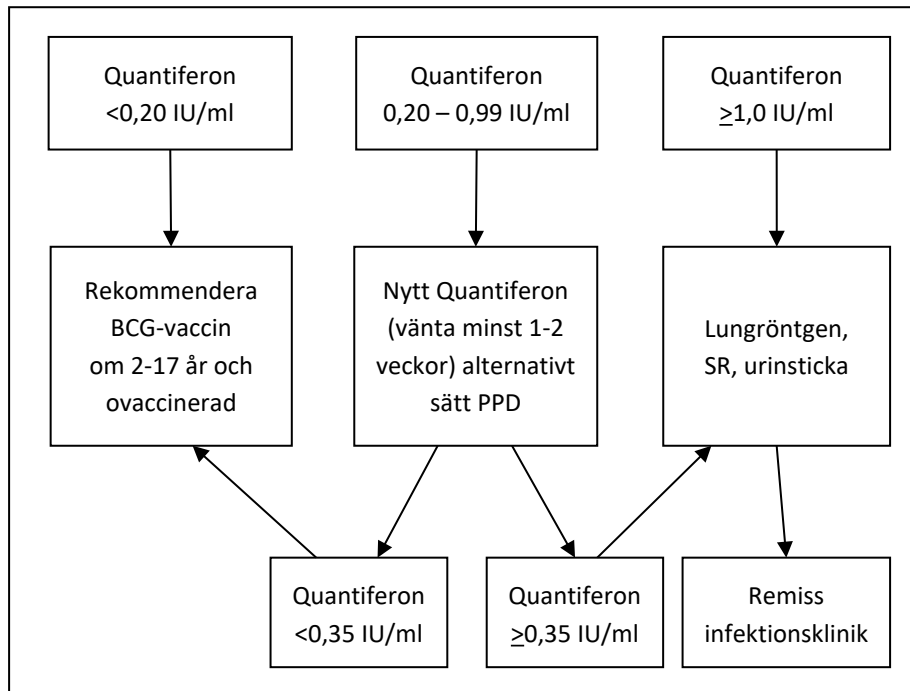 Quantiferon
<0,20 IU/ml
Quantiferon
0,20 – 0,99 IU/ml
Quantiferon
≥1,0 IU/ml
Rekommendera
BCG-vaccin
om 2-17 år och
ovaccinerad
Nytt Quantiferon
(vänta minst 1-2
veckor) alternativt
sätt PPD
Lungröntgen,
SR, urinsticka
Quantiferon
<0,35 IU/ml
Quantiferon
≥0,35 IU/ml
Remiss
infektionsklinik